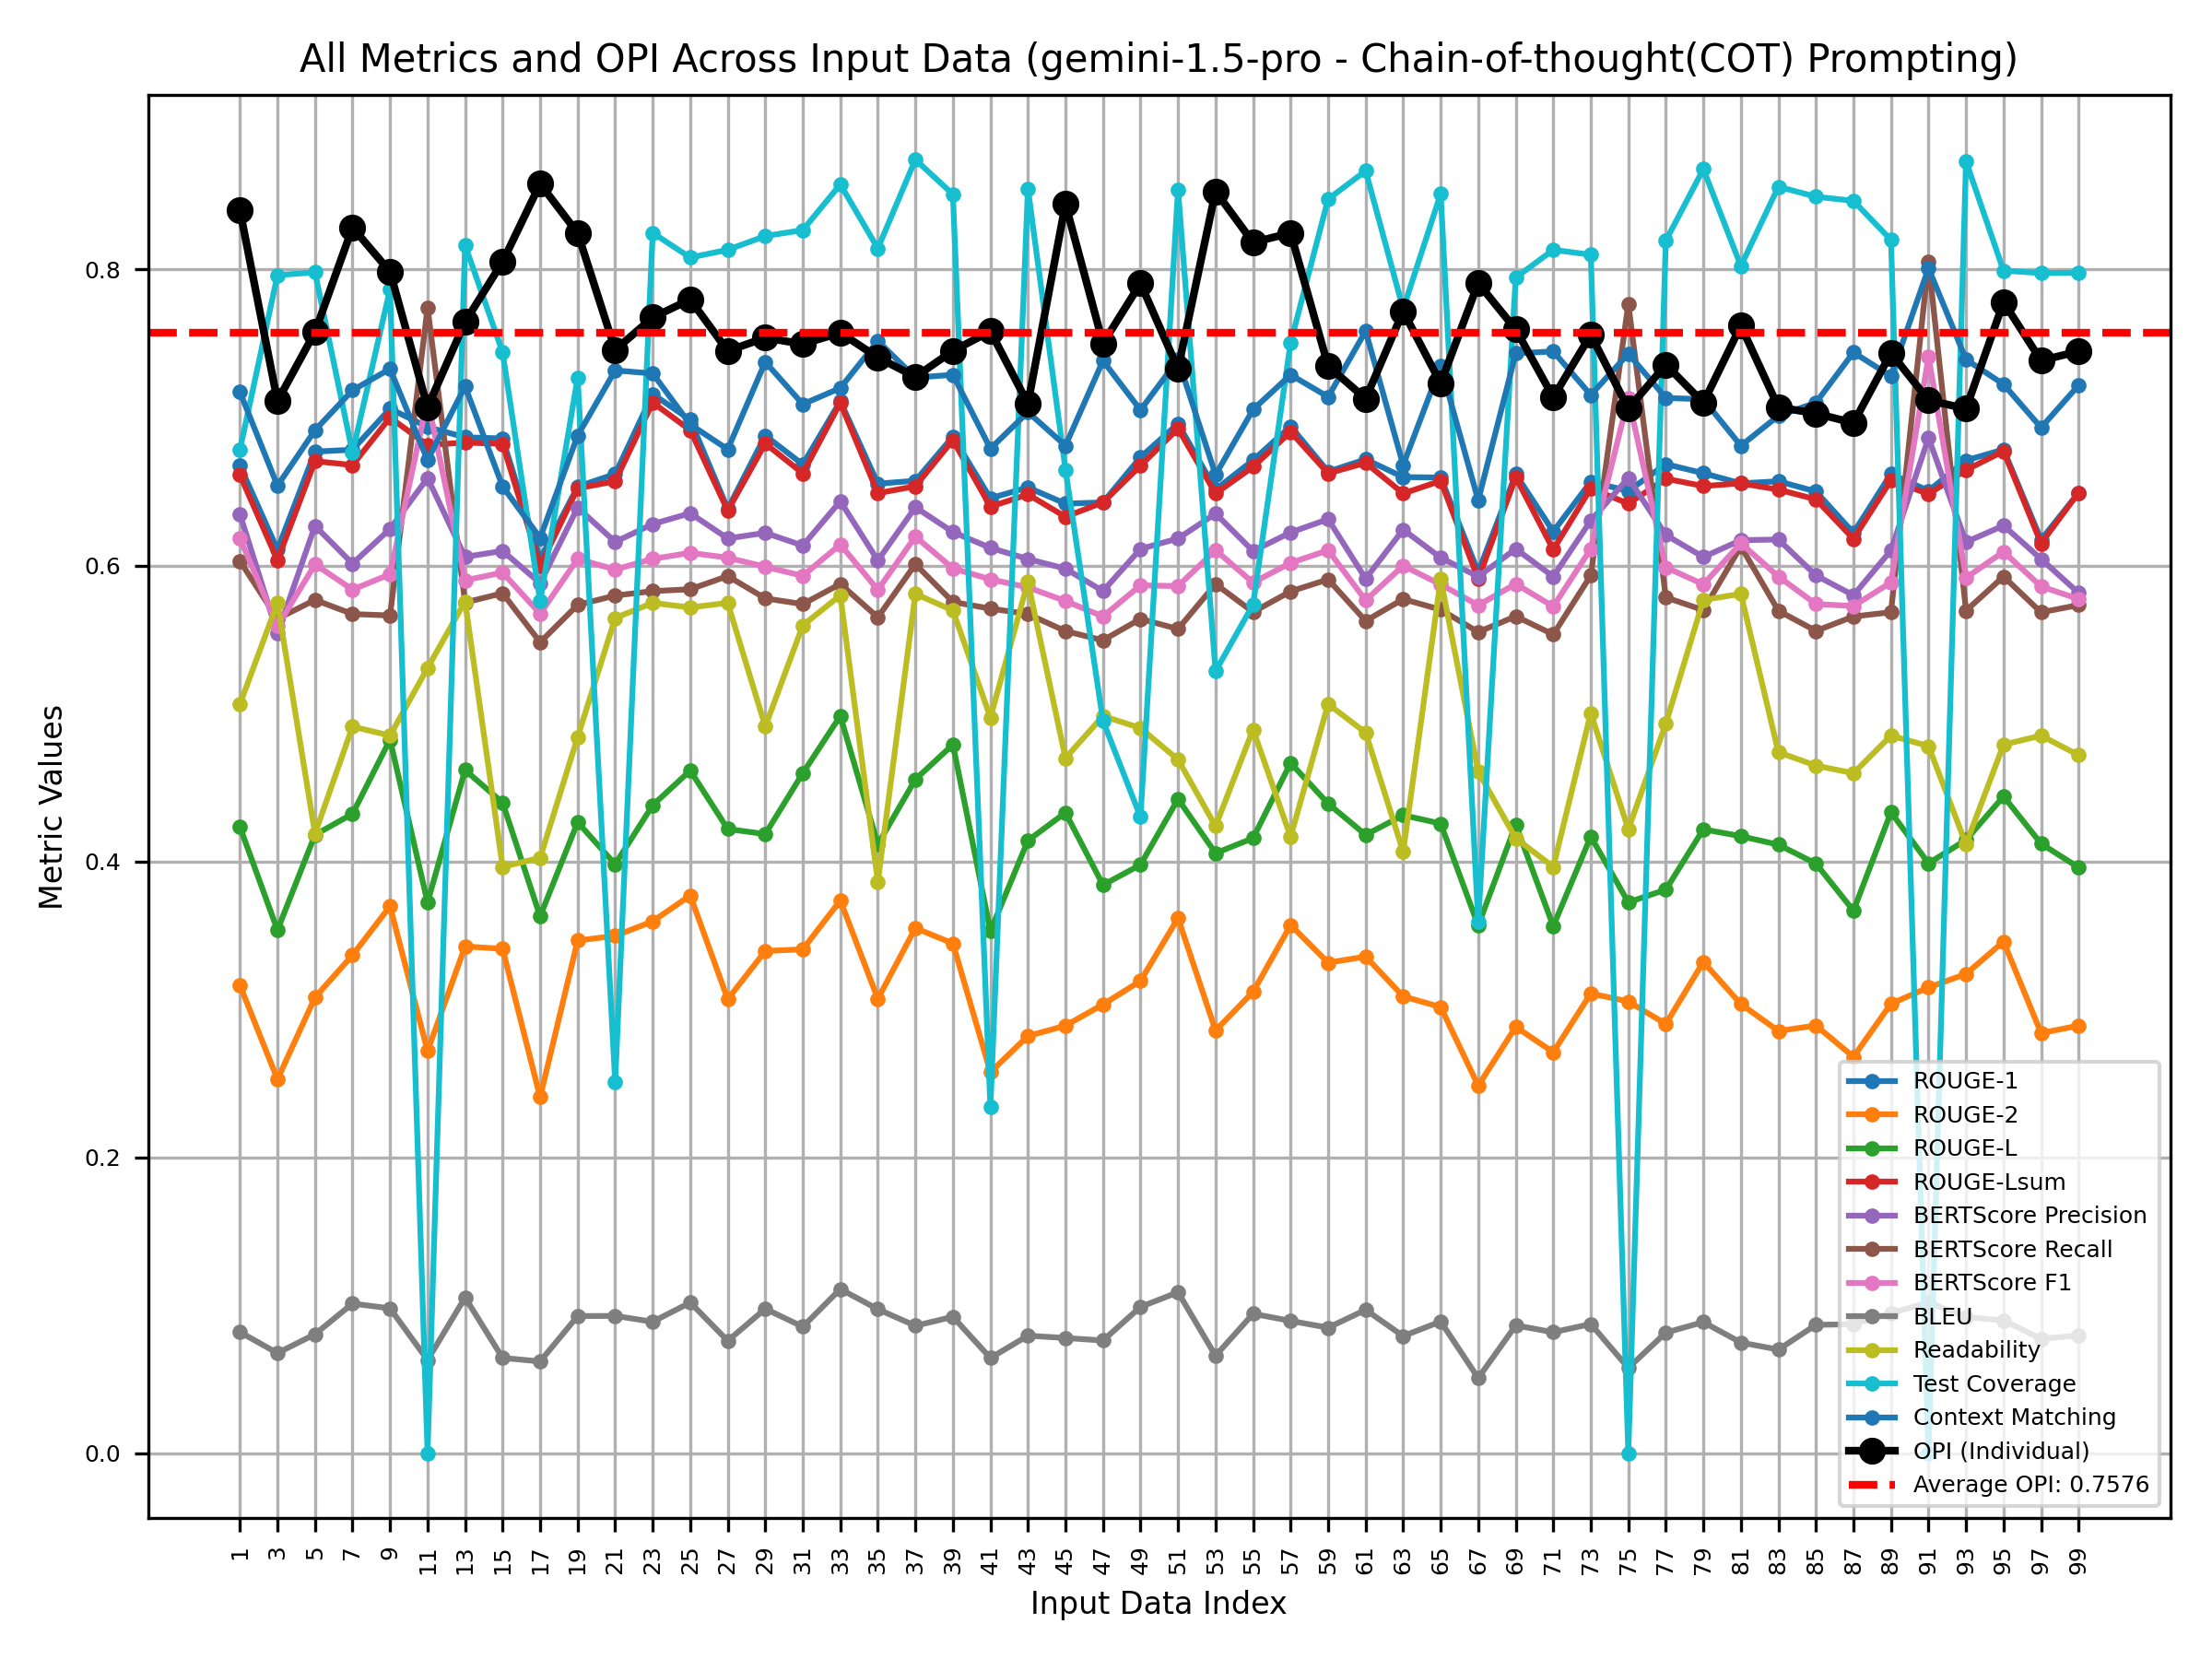 All Metrics and OPI Across Input Data (gemini-1.5-pro - Chain-of-thought(COT) Prompting)
Metric Values
0.8
0.6
0.4
0.2
0.0
ROUGE-1
ROUGE-2
ROUGE-L
ROUGE-Lsum
BERTScore Precision
BERTScore Recall
BERTScore F1
BLEU
Readability
Test Coverage
Context Matching
OPI (Individual)
Average OPI: 0.7576
1 3 5 7 9 11 13 15 17 19 21 23 25 27 29 31 33 35 37 39 41 43 45 47 49 51 53 55 57 59 61 63 65 67 69 71 73 75 77 79 81 83 85 87 89 91 93 95 97 99
Input Data Index